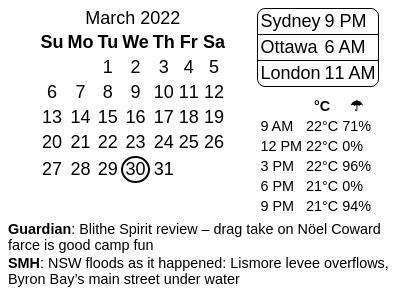 March 2022
Su Mo Tu We Th Fr Sa
1 2 3 4 5
6 7 8 9 10 11 12
13 14 15 16 17 18 19
20 21 22 23 24 25 26
27 28 29 30 31
Sydney 9 PM
Ottawa 6 AM
London 11 AM
°C ☂
9 AM 22°C 71%
12 PM 22°C 0%
3 PM 22°C 96%
6 PM 21°C 0%
9 PM 21°C 94%
Guardian: Blithe Spirit review – drag take on Nöel Coward
farce is good camp fun
SMH: NSW floods as it happened: Lismore levee overflows,
Byron Bay’s main street under water